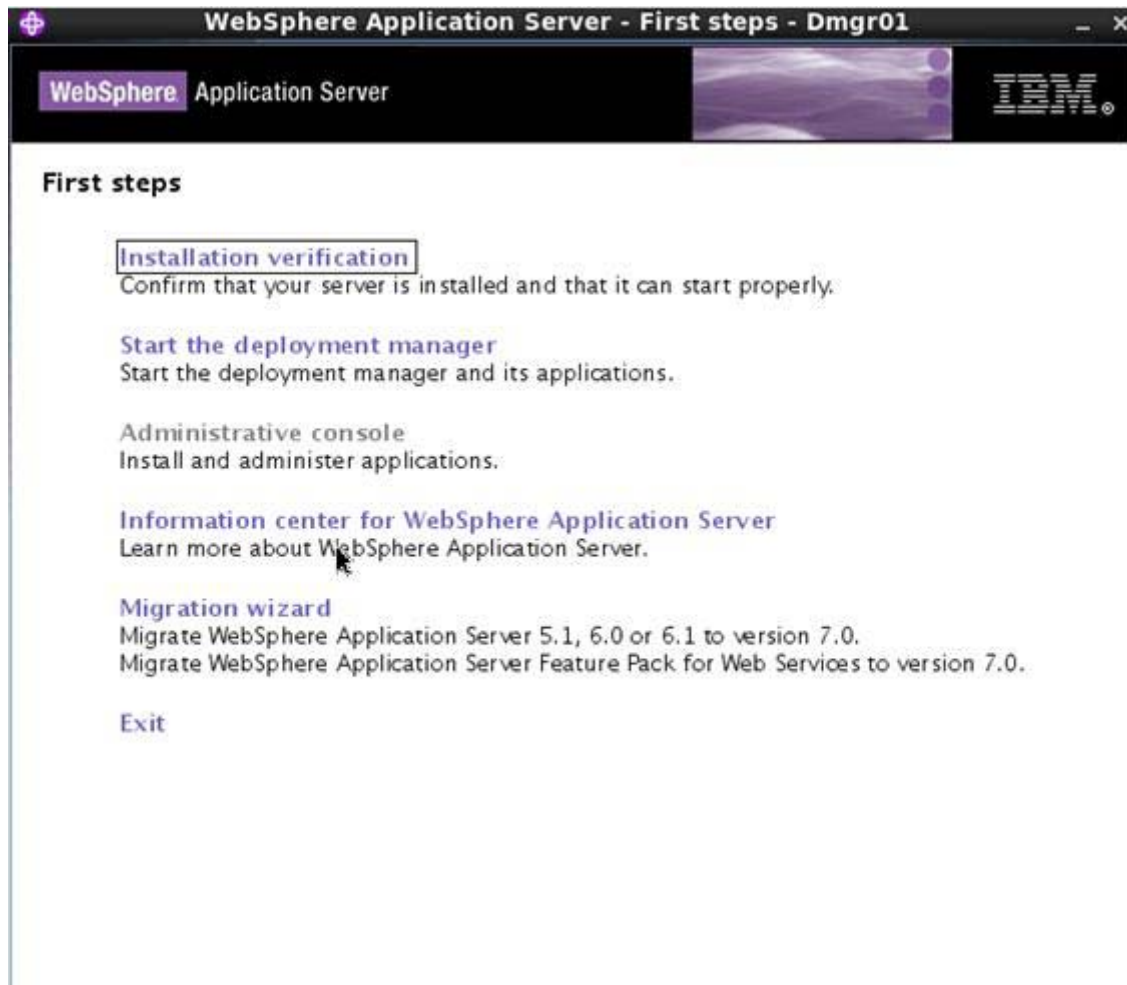 WebSphere Application Server - First steps - Dmgr01
WebSphere Application Server
IBM®
First steps
Installation verification
Confirm that your server is installed and that it can start properly.
Start the deployment manager
Start the deployment manager and its applications.
Administrative console
Install and administer applications.
Information center for WebSphere Application Server
Learn more about WebSphere Application Server.
Migration wizard
Migrate WebSphere Application Server 5.1, 6.0 or 6.1 to version 7.0.
Migrate WebSphere Application Server Feature Pack for Web Services to version 7.0.
Exit